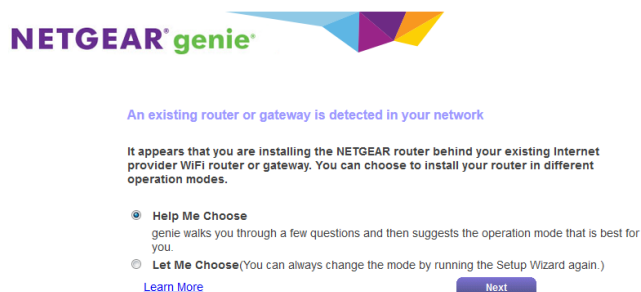 NETGEAR® genie®
An existing router or gateway is detected in your network
It appears that you are installing the NETGEAR router behind your existing Internet
provider WiFi router or gateway. You can choose to install your router in different
operation modes.
Help Me Choose
genie walks you through a few questions and then suggests the operation mode that is best for
you.
Let Me Choose(You can always change the mode by running the Setup Wizard again.)
Learn More
Next